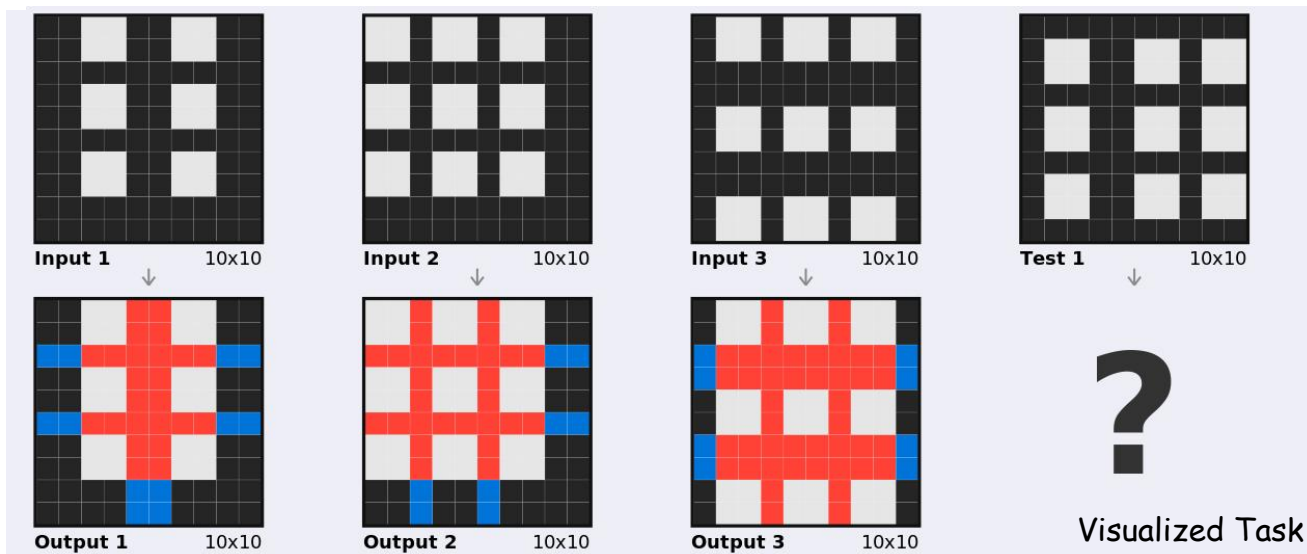 Input 1 10x10
Input 2 10x10
Input 3 10x10
Test 1 10x10
Output 1 10x10
Output 2 10x10
Output 3 10x10
?
Visualized Task